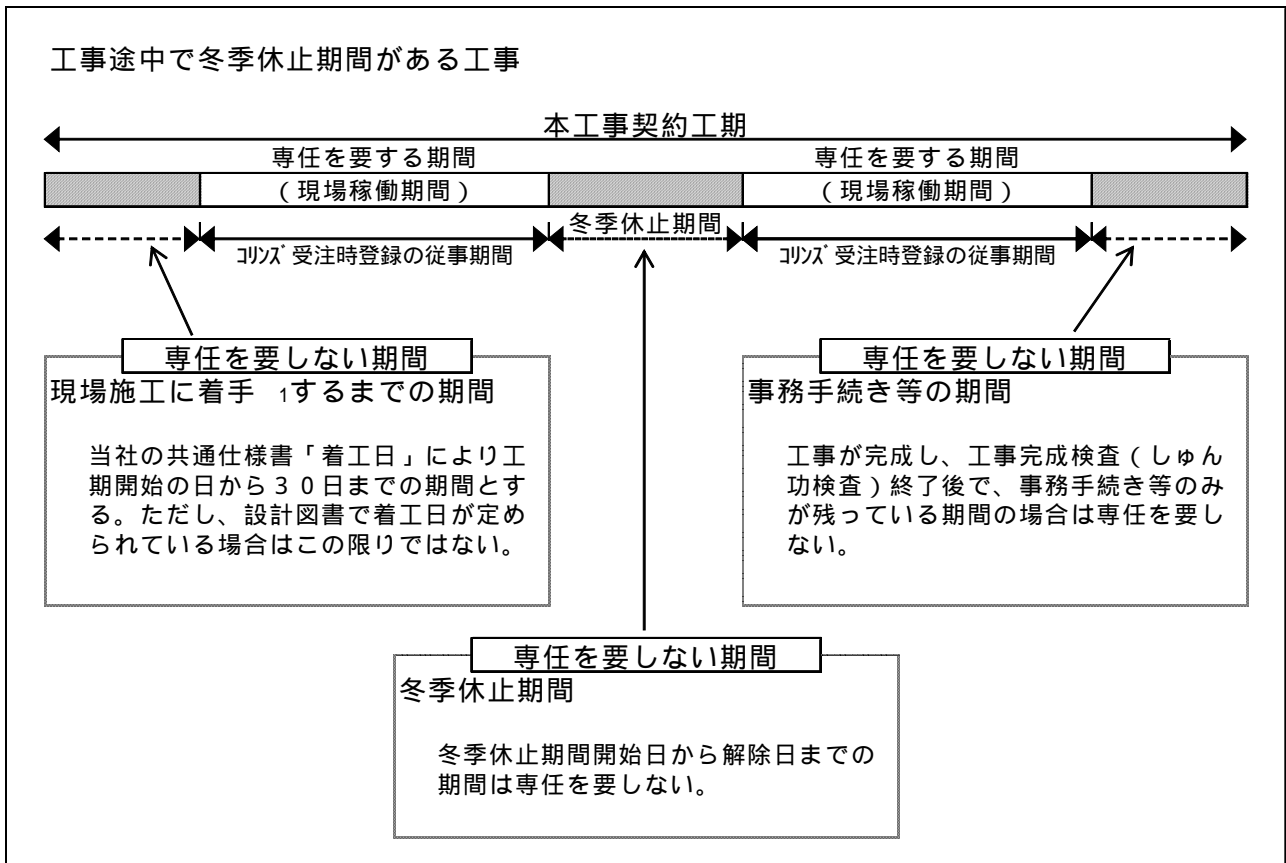 工事途中で冬季休止期間がある工事
本工事契約工期
専任を要する期間
専任を要する期間
（現場稼働期間）
（現場稼働期間）
冬季休止期間
ｺﾘﾝｽﾞ受注時登録の従事期間
ｺﾘﾝｽﾞ受注時登録の従事期間
専任を要しない期間
現場施工に着手 1するまでの期間
当社の共通仕様書「着工日」により工
期開始の日から３０日までの期間とす
る。ただし、設計図書で着工日が定め
られている場合はこの限りではない。
専任を要しない期間
事務手続き等の期間
工事が完成し、工事完成検査（しゅん
功検査）終了後で、事務手続き等のみ
が残っている期間の場合は専任を要し
ない。
専任を要しない期間
冬季休止期間
冬季休止期間開始日から解除日までの
期間は専任を要しない。